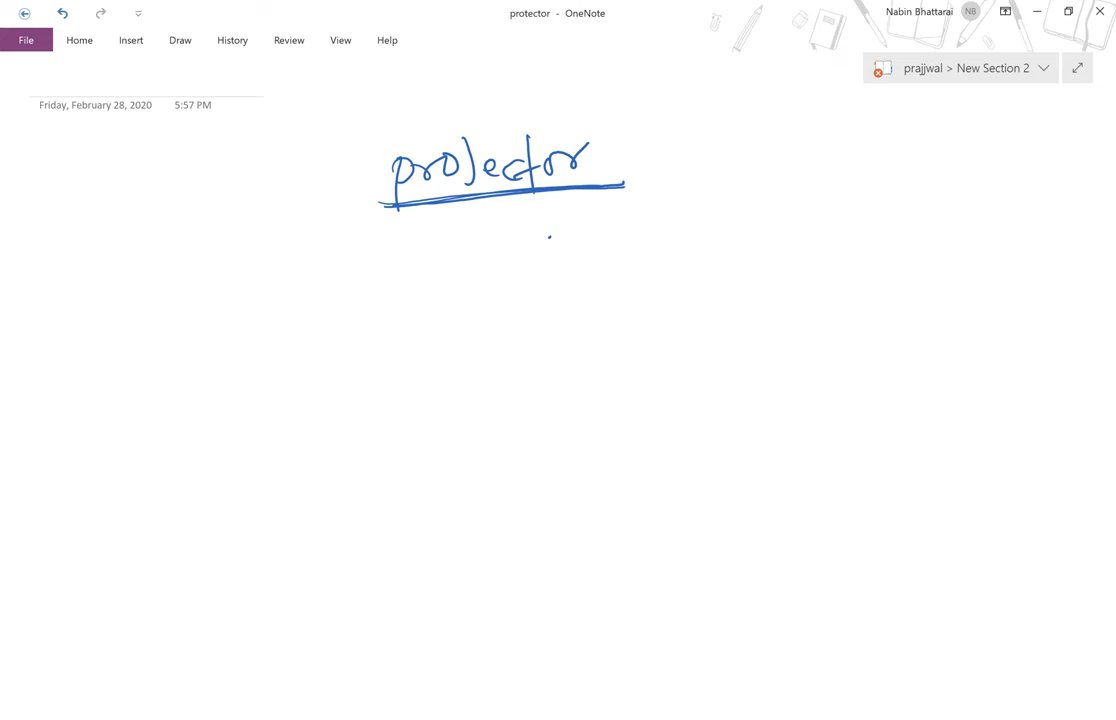 protector - OneNote
Nabin Bhattarai NB
File Home Insert Draw History Review View Help
prajjwal > New Section 2
Friday, February 28, 2020 5:57 PM
projector